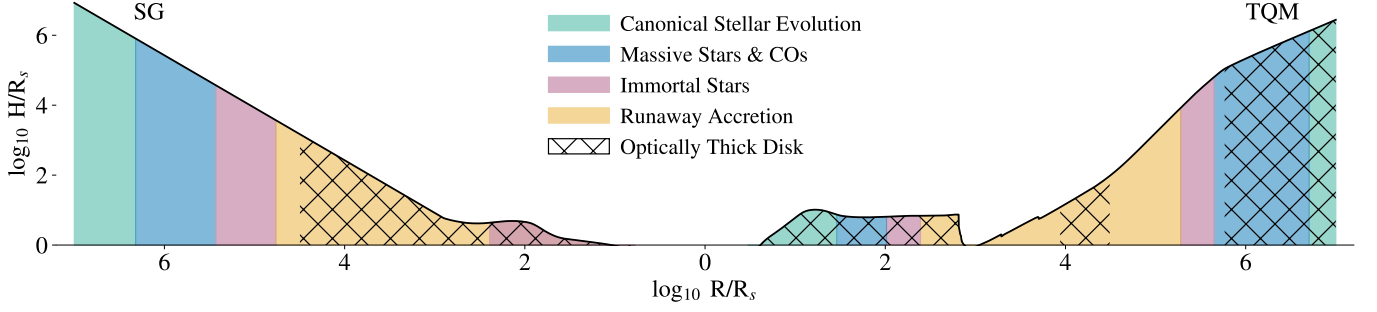 SG
TQM
Canonical Stellar Evolution
Massive Stars & COs
Immortal Stars
Runaway Accretion
Optically Thick Disk
log₁₀ H/Rₛ
6
4
2
0
6
4
2
0
2
4
6
log₁₀ R/Rₛ